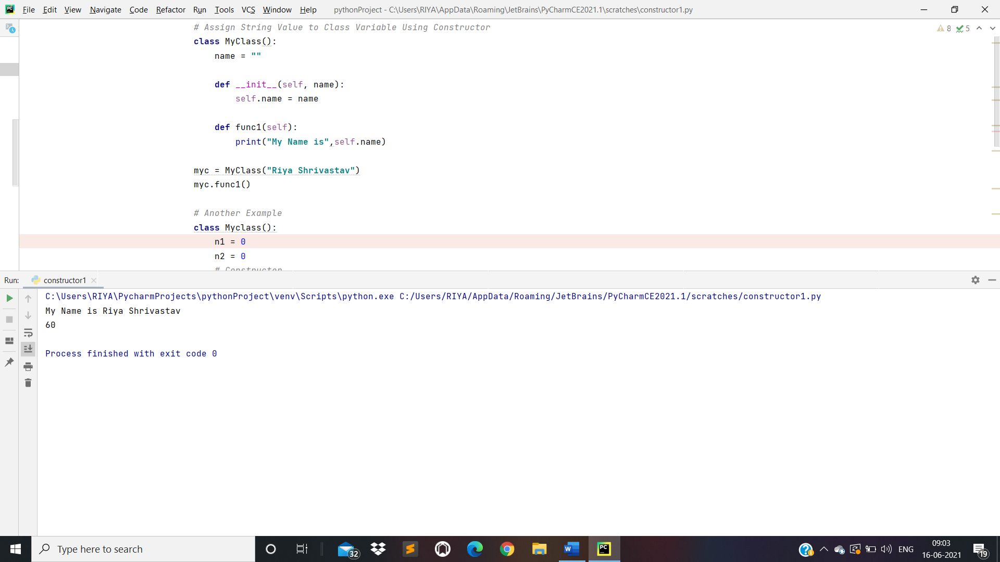 PC File Edit View Navigate Code Refactor Run Tools VCS Window Help pythonProject - C:\Users\RIYA\AppData\Roaming\JetBrains\PyCharmCE2021.1\scratches\constructor1.py
# Assign String Value to Class Variable Using Constructor
8 5
class MyClass():
name = ""
def __init__(self, name):
self.name = name
def func1(self):
print("My Name is",self.name)
myc = MyClass("Riya Shrivastav")
myc.func1()
# Another Example
class Myclass():
n1 = 0
n2 = 0
# Constructor
Run: constructor1
C:\Users\RIYA\PycharmProjects\pythonProject\venv\Scripts\python.exe C:/Users/RIYA/AppData/Roaming/JetBrains/PyCharmCE2021.1/scratches/constructor1.py
My Name is Riya Shrivastav
60
Process finished with exit code 0
Type here to search
32
W
PC
ENG
09:03
16-06-2021
19